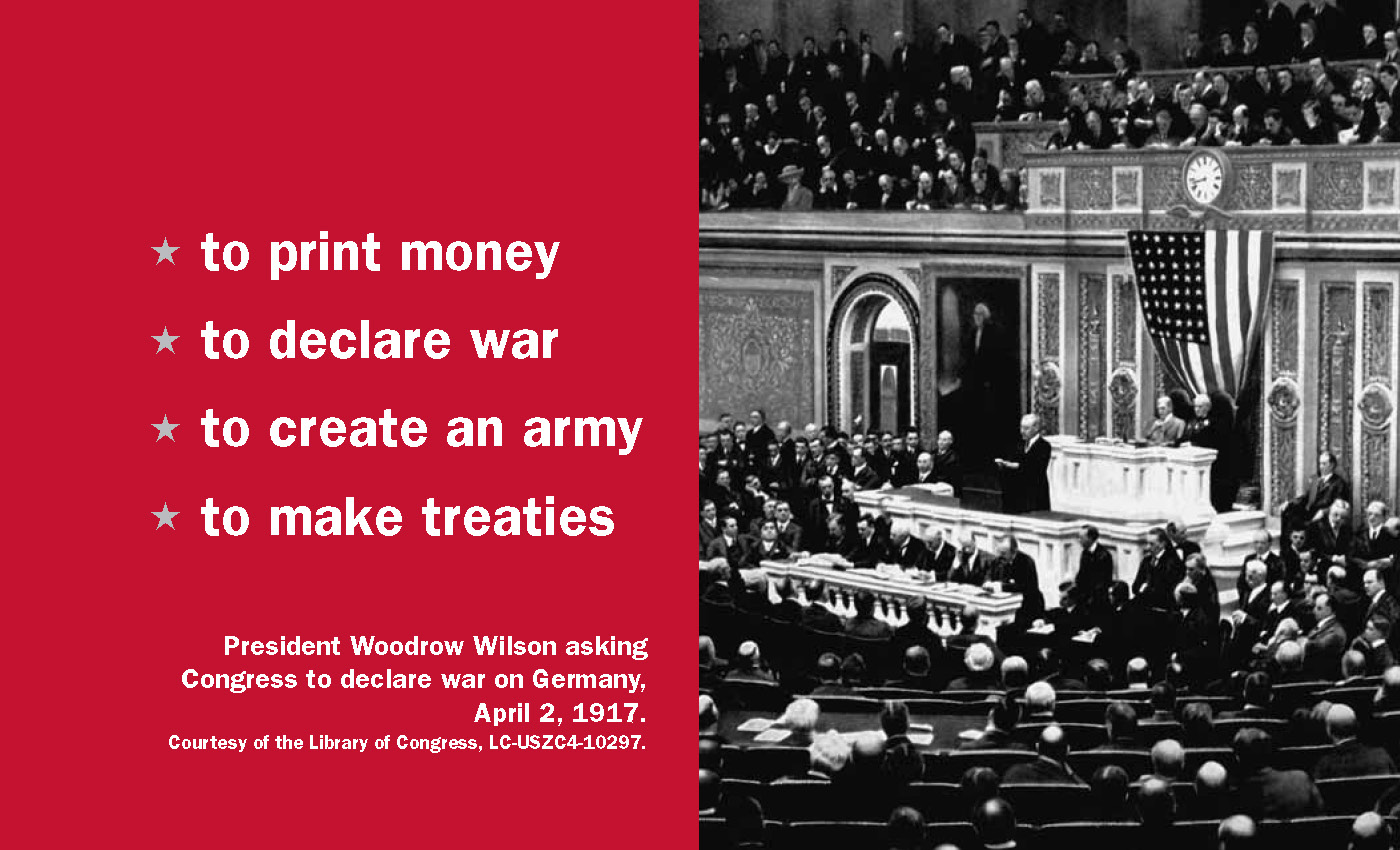 ★ to print money
★ to declare war
★ to create an army
★ to make treaties
President Woodrow Wilson asking
Congress to declare war on Germany,
April 2, 1917.
Courtesy of the Library of Congress, LC-USZC4-10297.